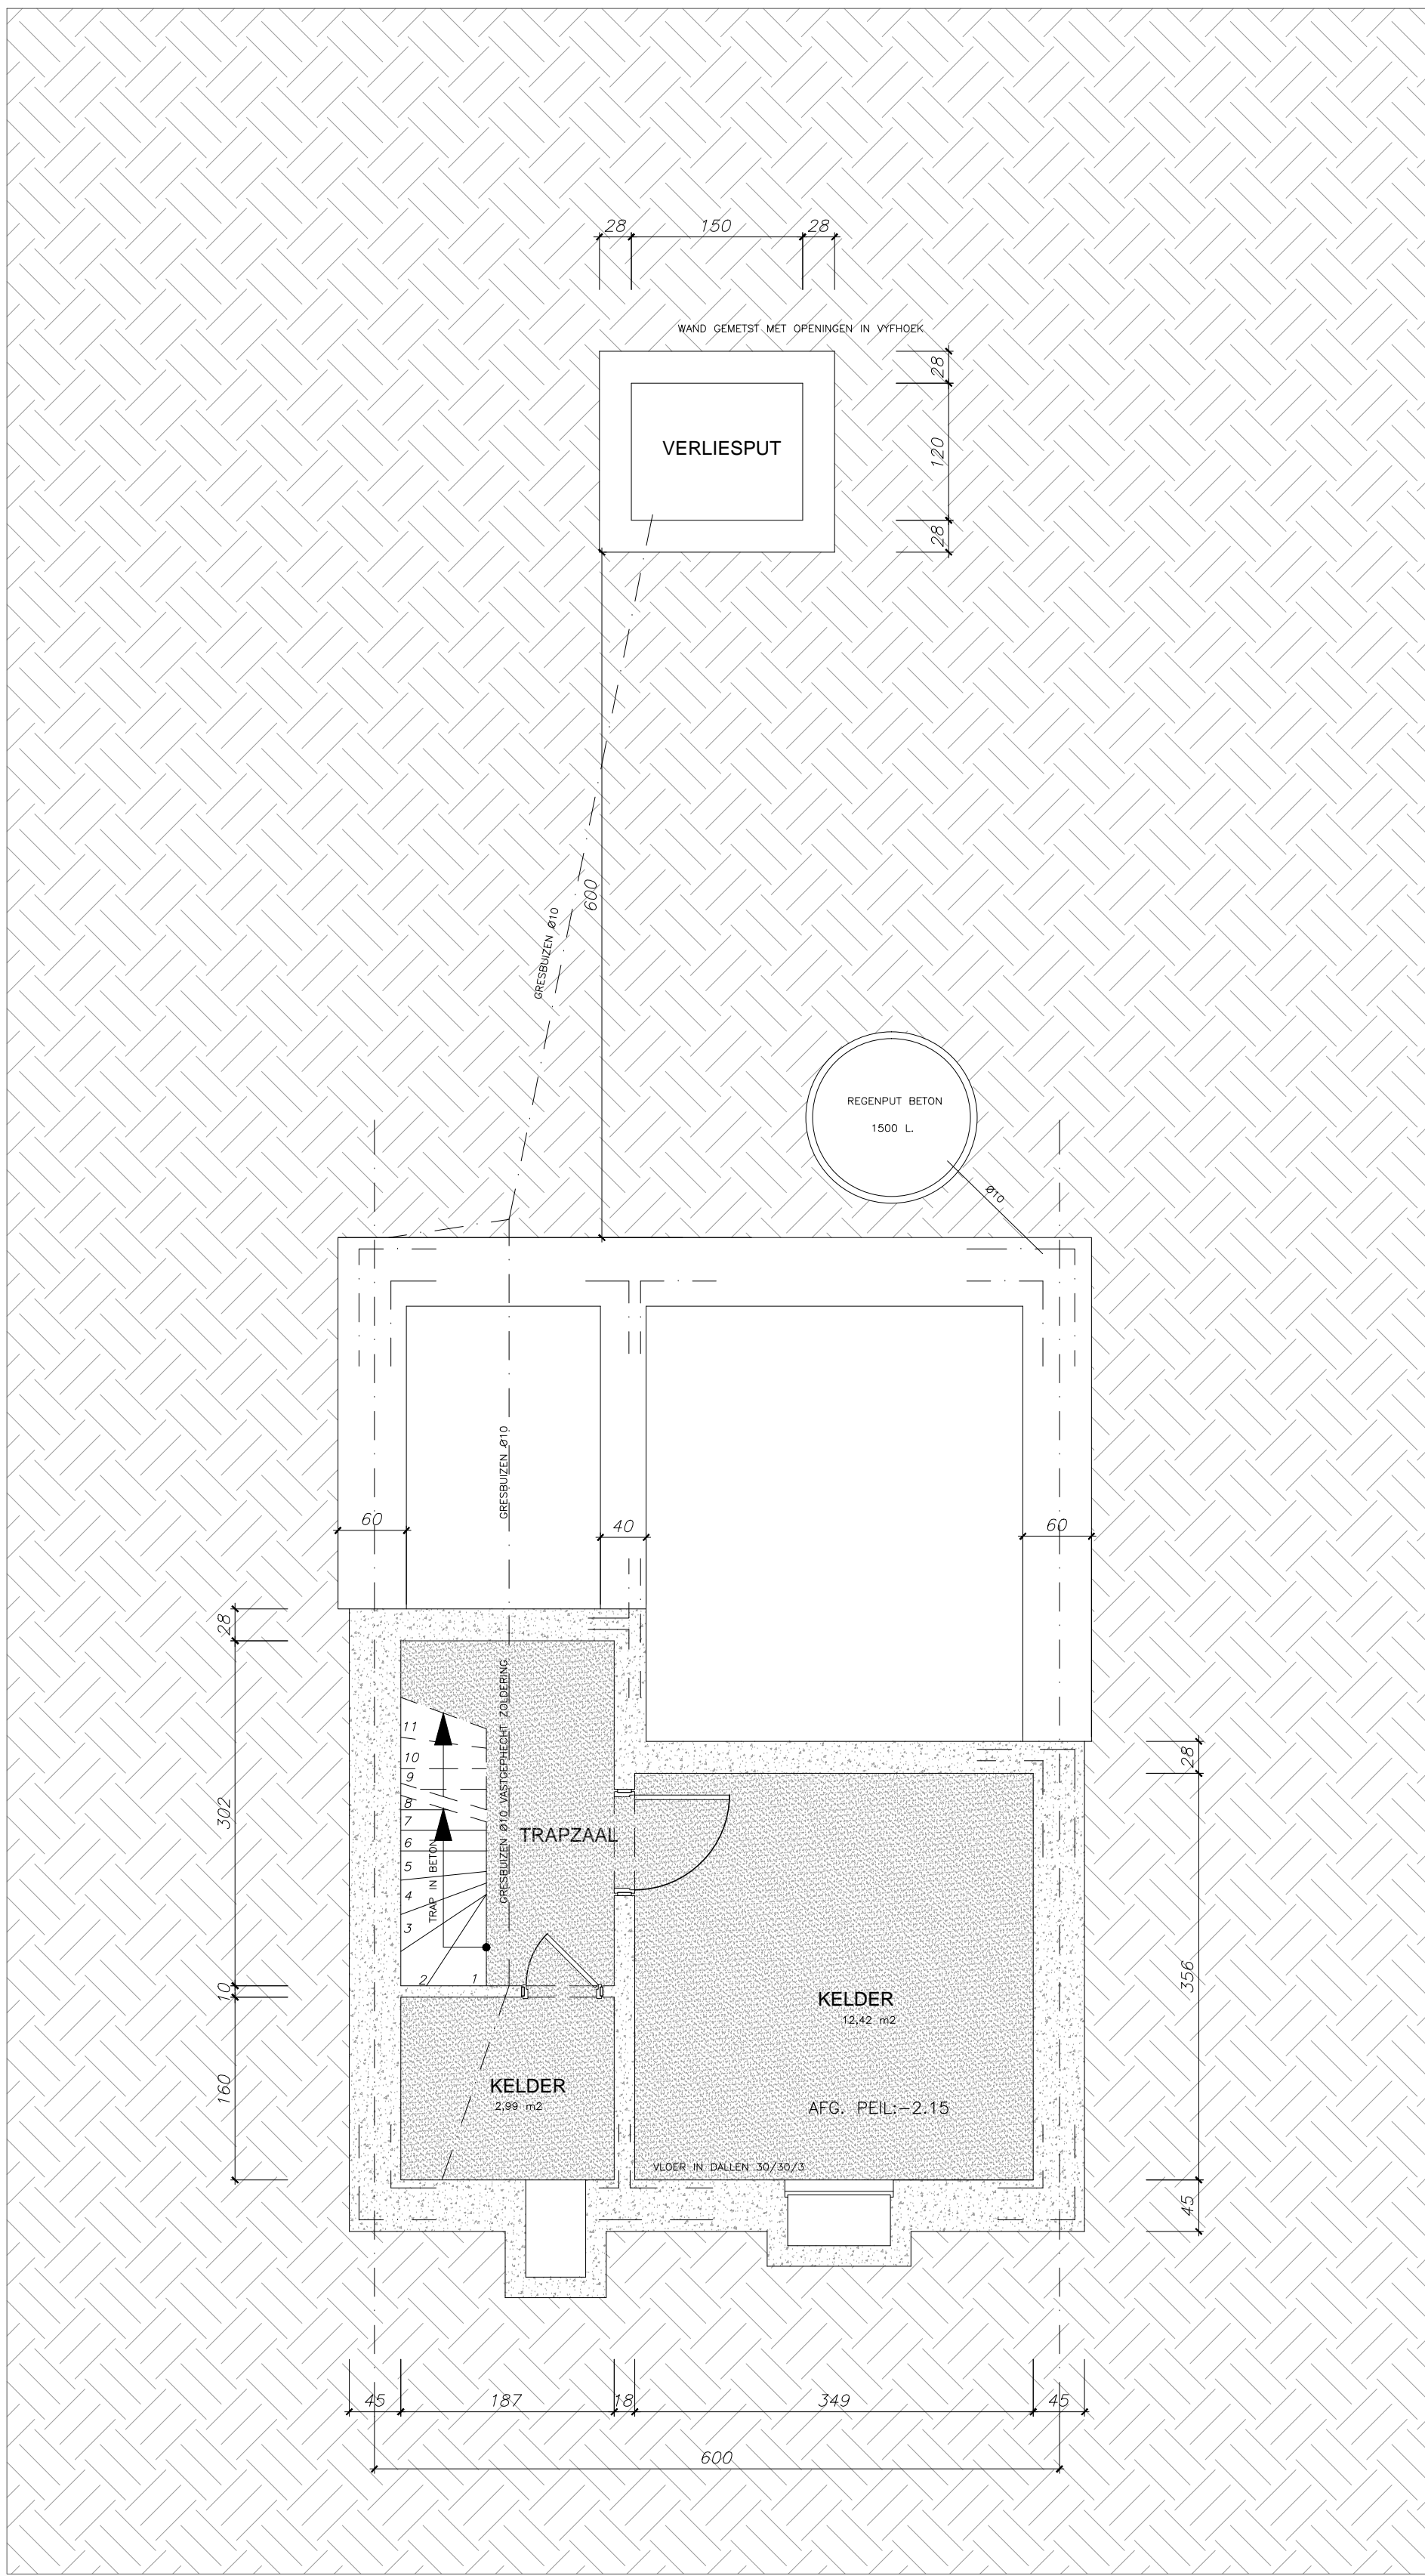 28 150 28
WAND GEMETST MET OPENINGEN IN VYFHOEK
28
VERLIESPUT
120
28
600
GRESBUIZEN Ø10
REGENPUT BETON
1500 L.
Ø10
GRESBUIZEN Ø10
60
40
60
28
302
10
160
11
10
9
8
7
6
5
4
3
2
1
TRAP IN BETON
GRESBUIZEN Ø10 VASTGEPHECHT ZOLDERING
TRAPZAAL
28
356
45
KELDER
12,42 m2
KELDER
2,99 m2
AFG. PEIL:-2.15
VLOER IN DALLEN 30/30/3
45 187 18 349 45
600